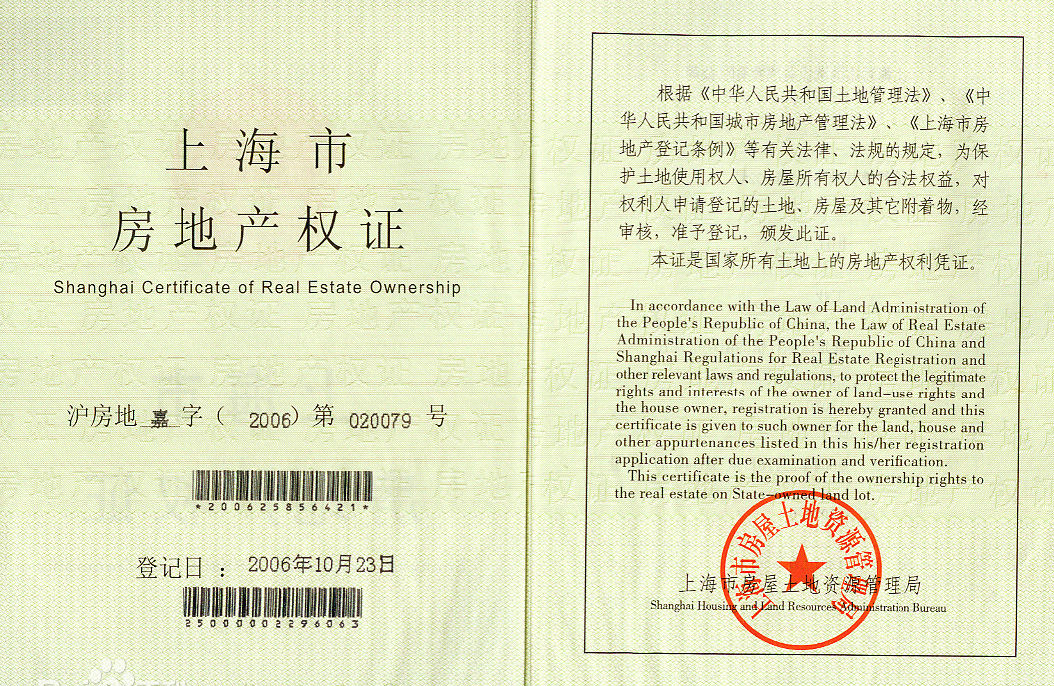 上海市
房地产权证
Shanghai Certificate of Real Estate Ownership
沪房地 嘉 字（ 2006）第 020079 号
*200625856421*
登记日 ： 2006年10月23日
2500002296063
根据《中华人民共和国土地管理法》、《中
华人民共和国城市房地产管理法》、《上海市房
地产登记条例》等有关法律、法规的规定，为保
护土地使用权人、房屋所有权人的合法权益，对
权利人申请登记的土地、房屋及其它附着物，经
审核，准予登记，颁发此证。
本证是国家所有土地上的房地产权利凭证。
In accordance with the Law of Land Administration of
the People's Republic of China, the Law of Real Estate
Administration of the People's Republic of China and
Shanghai Regulations for Real Estate Registration and
other relevant laws and regulations, to protect the legitimate
rights and interests of the owner of land-use rights and
the house owner, registration is hereby granted and this
certificate is given to such owner for the land, house and
other appurtenances listed in this his/her registration
application after due examination and verification.
This certificate is the proof of the ownership rights to
the real estate on State-owned land lot.
上海市房屋土地资源管理局
上海市房屋土地资源管理局
Shanghai Housing and Land Resources Administration Bureau